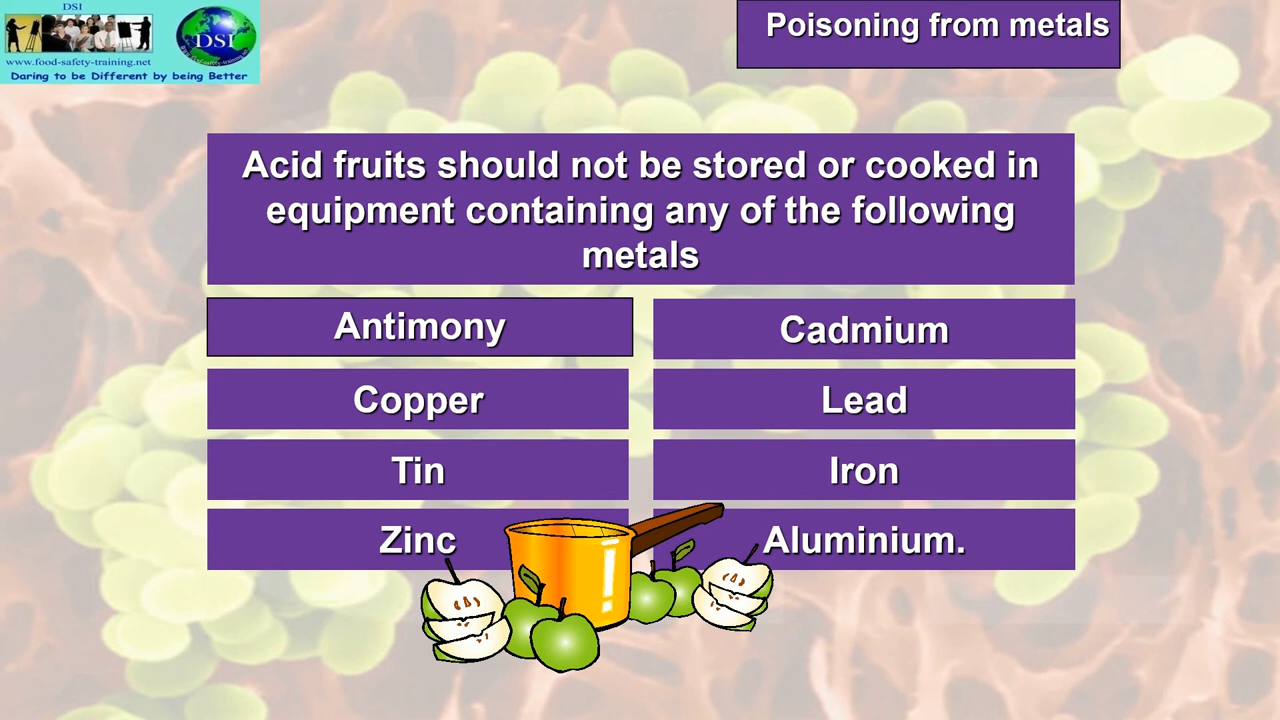 DSI
DSI
www.food-safety-training.net
Daring to be Different by being Better
Poisoning from metals
Acid fruits should not be stored or cooked in
equipment containing any of the following
metals
Antimony
Cadmium
Copper
Lead
Tin
Iron
Zinc
Aluminium.